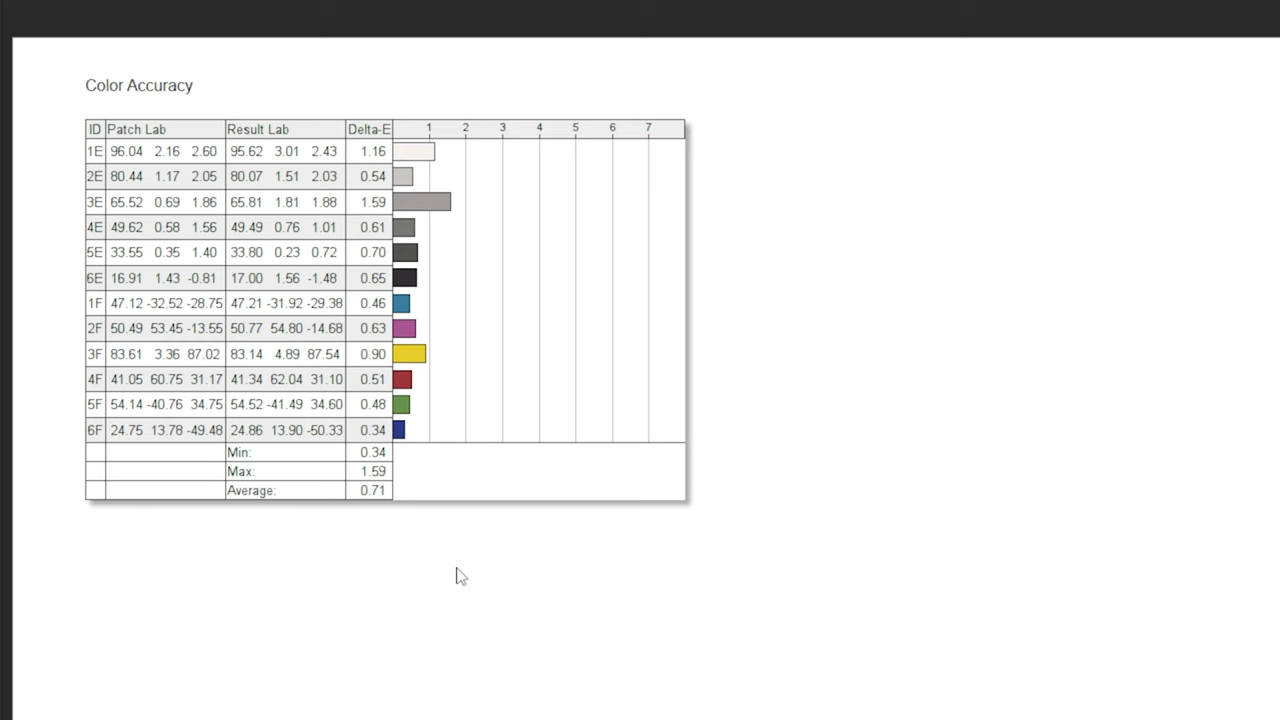 Color Accuracy
ID Patch Lab Result Lab Delta-E 1 2 3 4 5 6 7
1E 96.04 2.16 2.60 95.62 3.01 2.43 1.16
2E 80.44 1.17 2.05 80.07 1.51 2.03 0.54
3E 65.52 0.69 1.86 65.81 1.81 1.88 1.59
4E 49.62 0.58 1.56 49.49 0.76 1.01 0.61
5E 33.55 0.35 1.40 33.80 0.23 0.72 0.70
6E 16.91 1.43 -0.81 17.00 1.56 -1.48 0.65
1F 47.12 -32.52 -28.75 47.21 -31.92 -29.38 0.46
2F 50.49 53.45 -13.55 50.77 54.80 -14.68 0.63
3F 83.61 3.36 87.02 83.14 4.89 87.54 0.90
4F 41.05 60.75 31.17 41.34 62.04 31.10 0.51
5F 54.14 -40.76 34.75 54.52 -41.49 34.60 0.48
6F 24.75 13.78 -49.48 24.86 13.90 -50.33 0.34
Min: 0.34
Max: 1.59
Average: 0.71